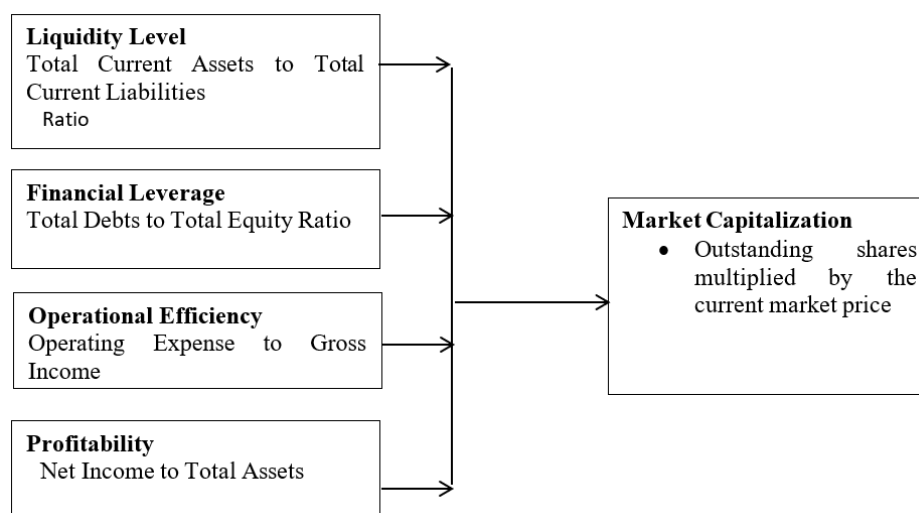 Liquidity Level
Total Current Assets to Total
Current Liabilities
Ratio
Financial Leverage
Total Debts to Total Equity Ratio
Operational Efficiency
Operating Expense to Gross
Income
Profitability
Net Income to Total Assets
Market Capitalization
• Outstanding shares
multiplied by the
current market price